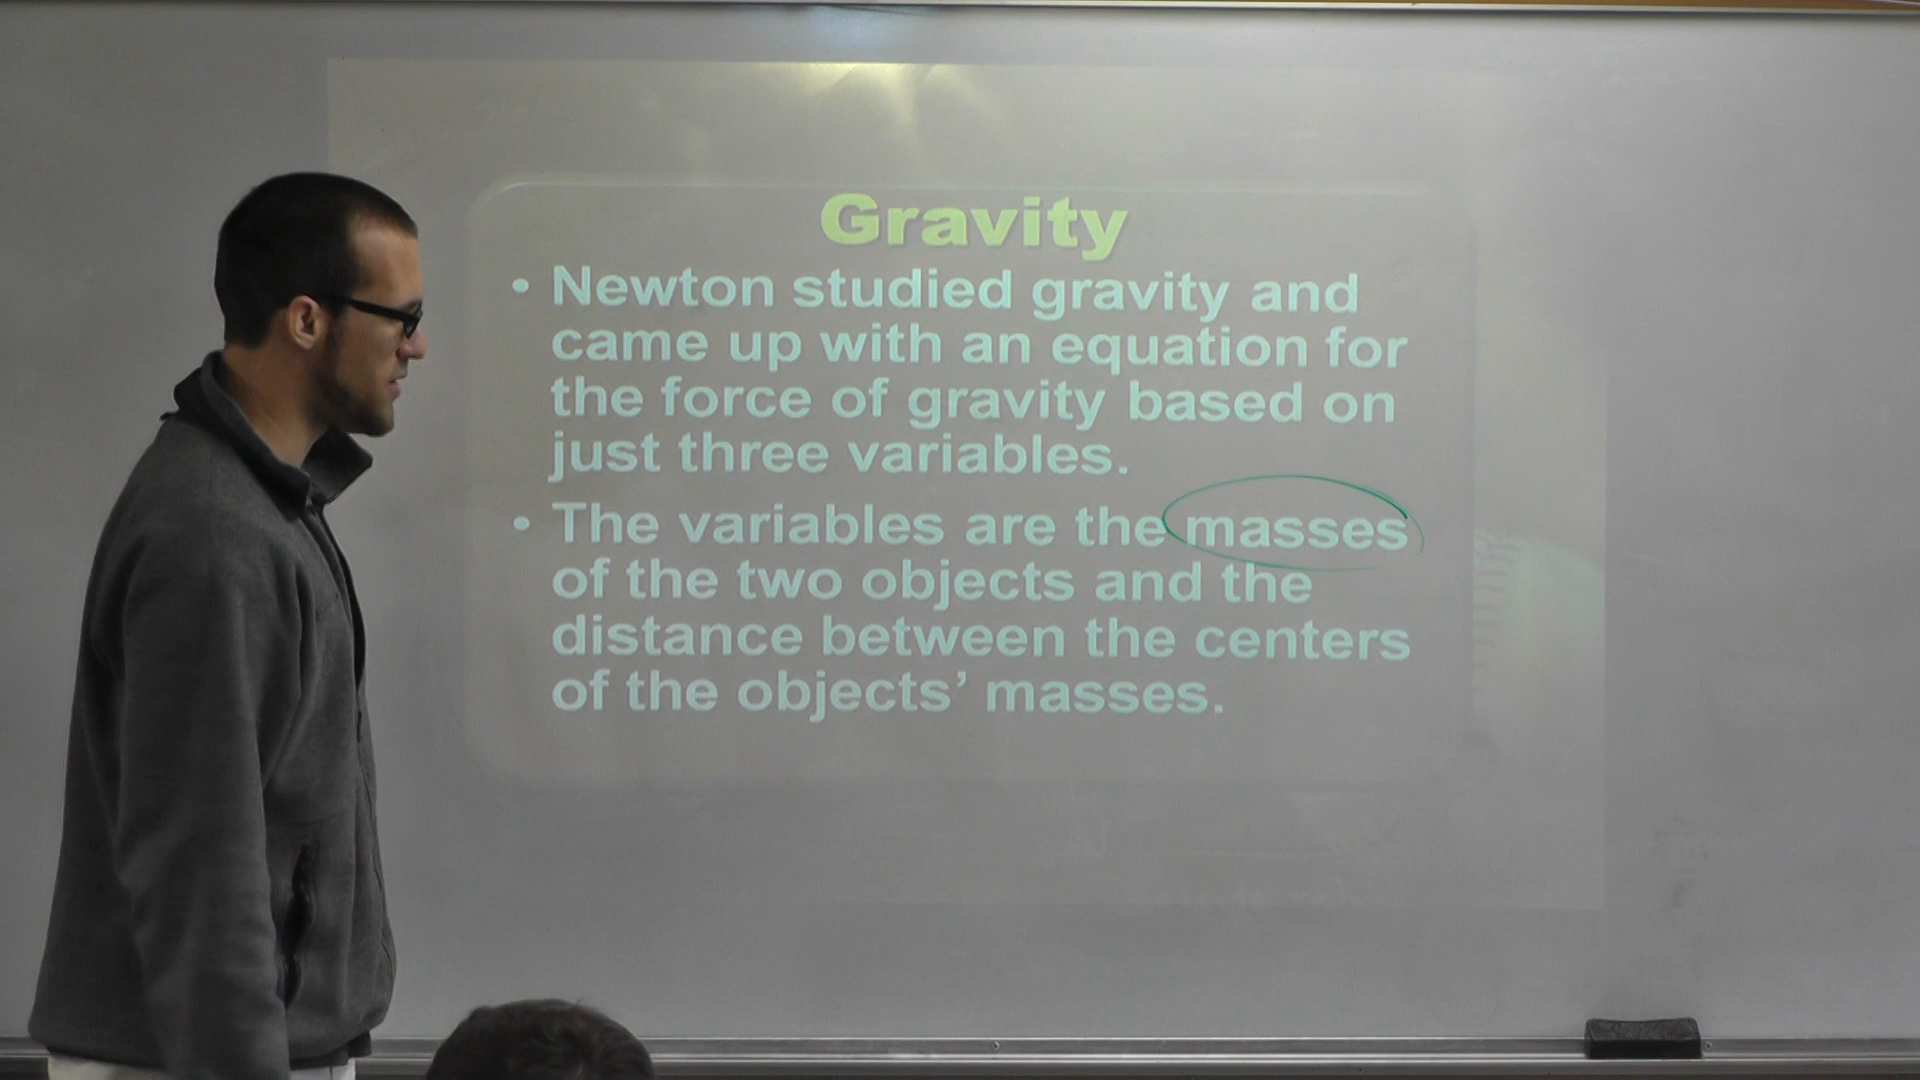 Gravity
• Newton studied gravity and
came up with an equation for
the force of gravity based on
just three variables.
• The variables are the masses
of the two objects and the
distance between the centers
of the objects’ masses.